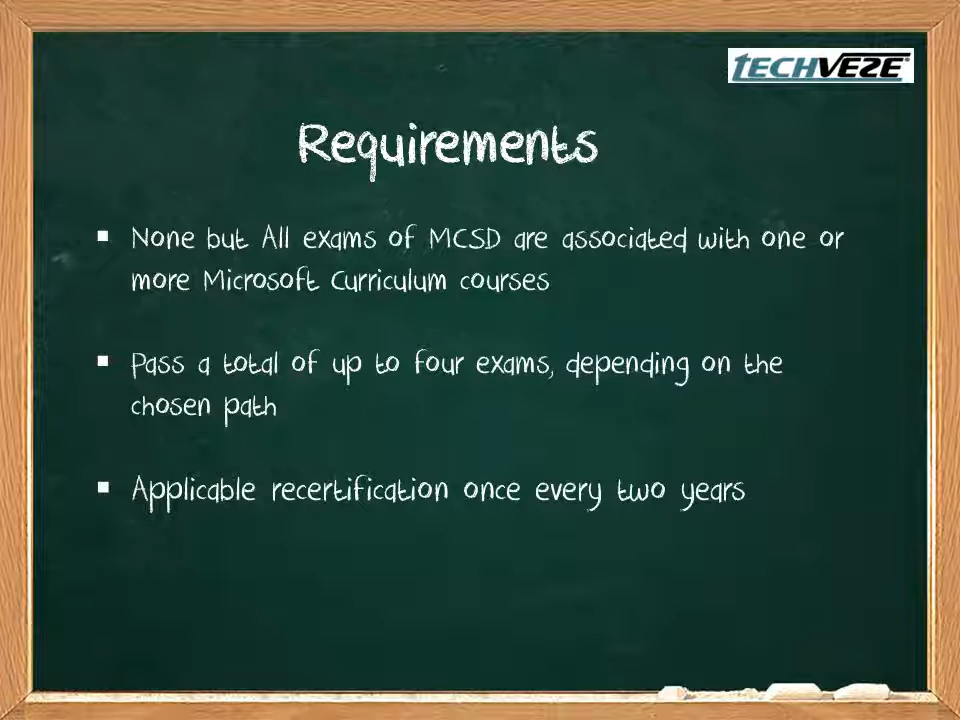 TECHVEZE
Requirements
▪ None but All exams of MCSD are associated with one or
more Microsoft Curriculum courses
▪ Pass a total of up to four exams, depending on the
chosen path
▪ Applicable recertification once every two years